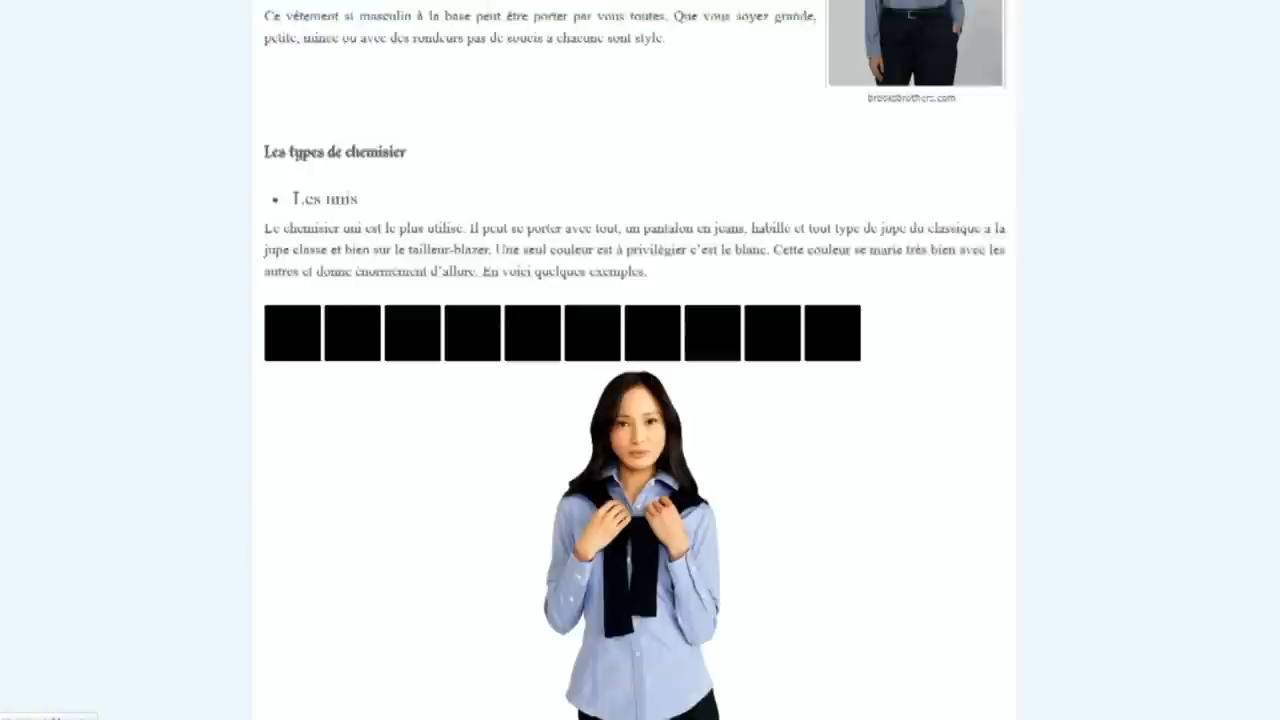 Ce vêtement si masculin à la base peut être porter par vous toutes. Que vous soyez grande,
petite, mince ou avec des rondeurs pas de soucis a chacune sont style.
brooksbrothers.com
Les types de chemisier
• Les unis
Le chemisier uni est le plus utilisé. Il peut se porter avec tout, un pantalon en jeans, habillé et tout type de jupe du classique a la
jupe classe et bien sur le tailleur-blazer. Une seul couleur est à privilégier c'est le blanc. Cette couleur se marie très bien avec les
autres et donne énormément d'allure. En voici quelques exemples.